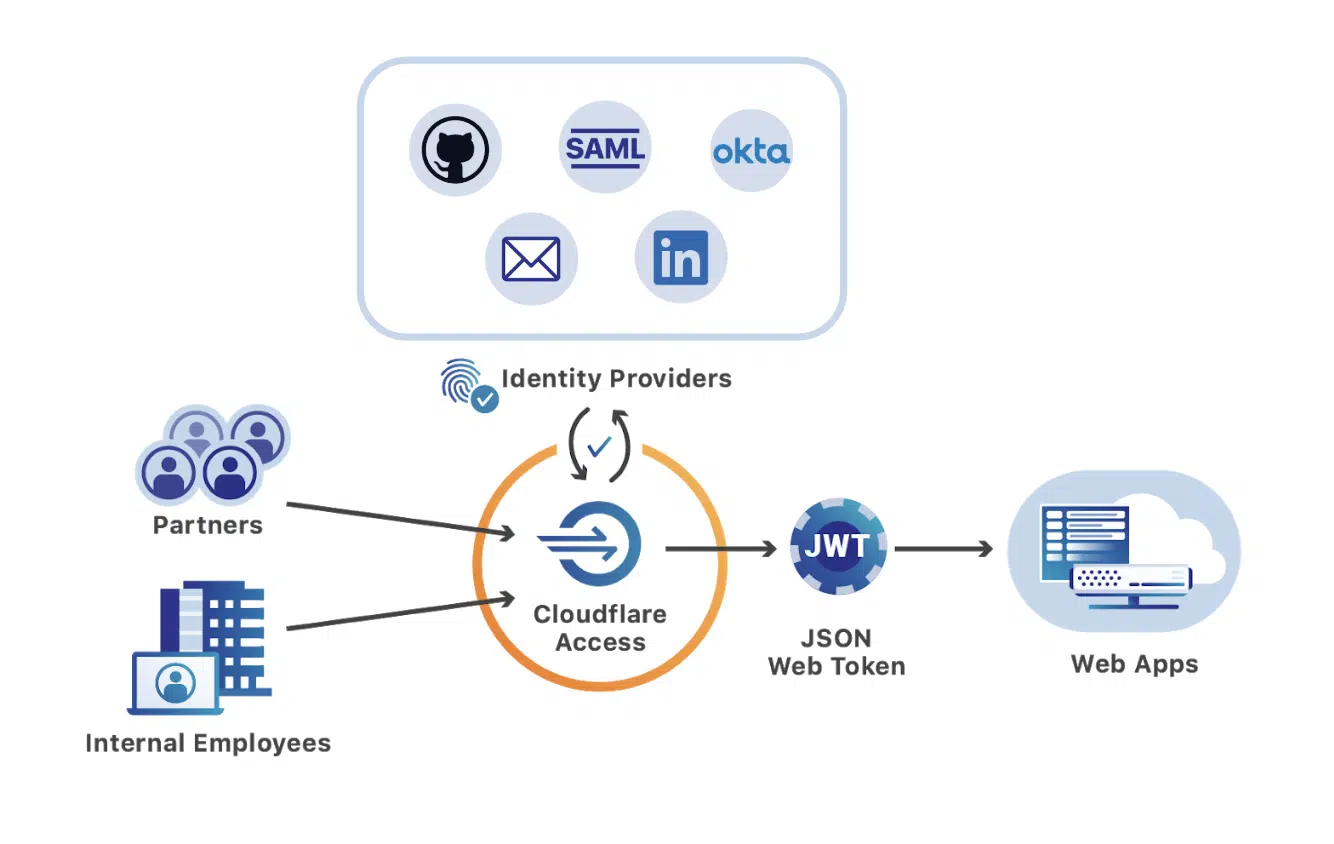 SAML
okta
in
Identity Providers
Partners
Cloudflare
Access
JWT
JSON
Web Token
Web Apps
Internal Employees